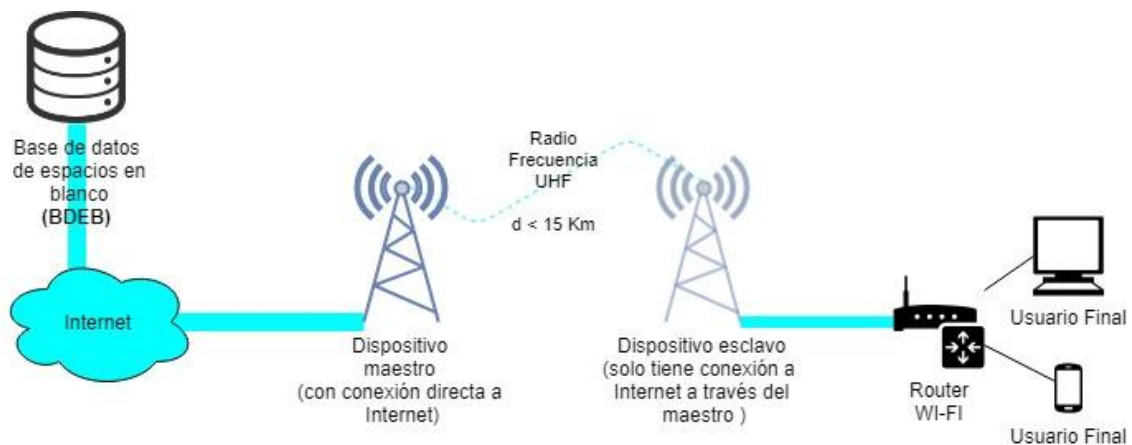 Base de datos
de espacios en
blanco
(BDEB)
Internet
Dispositivo
maestro
(con conexión directa a
Internet)
Radio
Frecuencia
UHF
d < 15 Km
Dispositivo esclavo
(solo tiene conexión a
Internet a través del
maestro )
Router
WI-FI
Usuario Final
Usuario Final